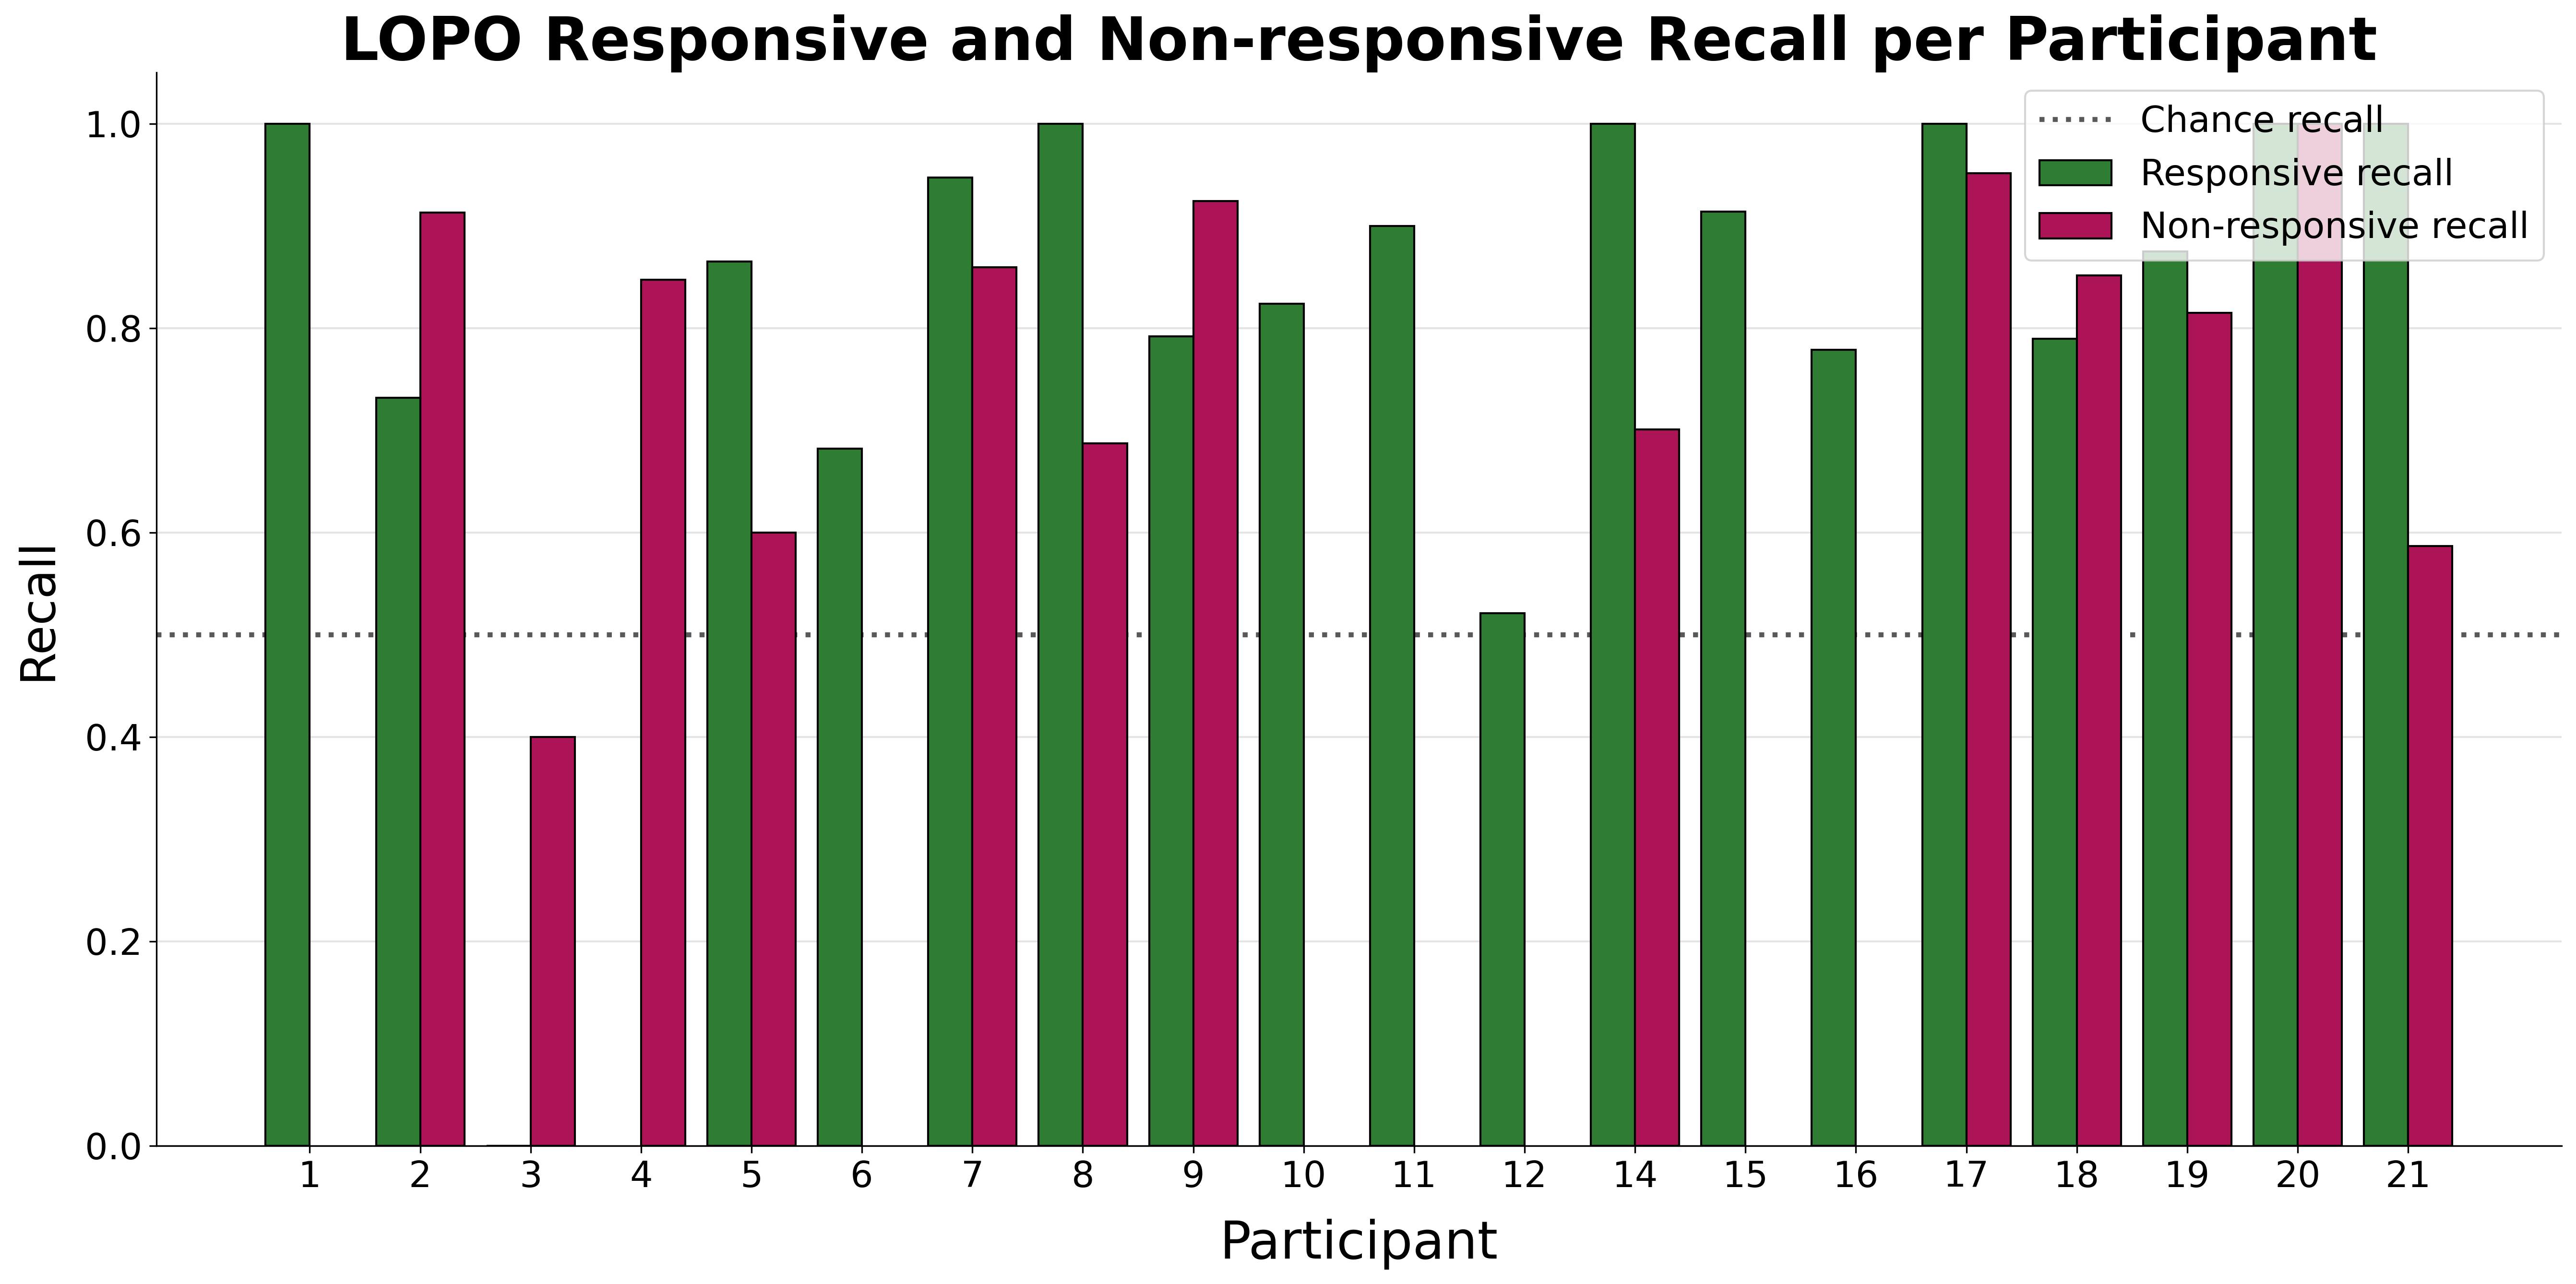 LOPO Responsive and Non-responsive Recall per Participant
Chance recall
Responsive recall
Non-responsive recall
Recall
1.0
0.8
0.6
0.4
0.2
0.0
1 2 3 4 5 6 7 8 9 10 11 12 14 15 16 17 18 19 20 21
Participant